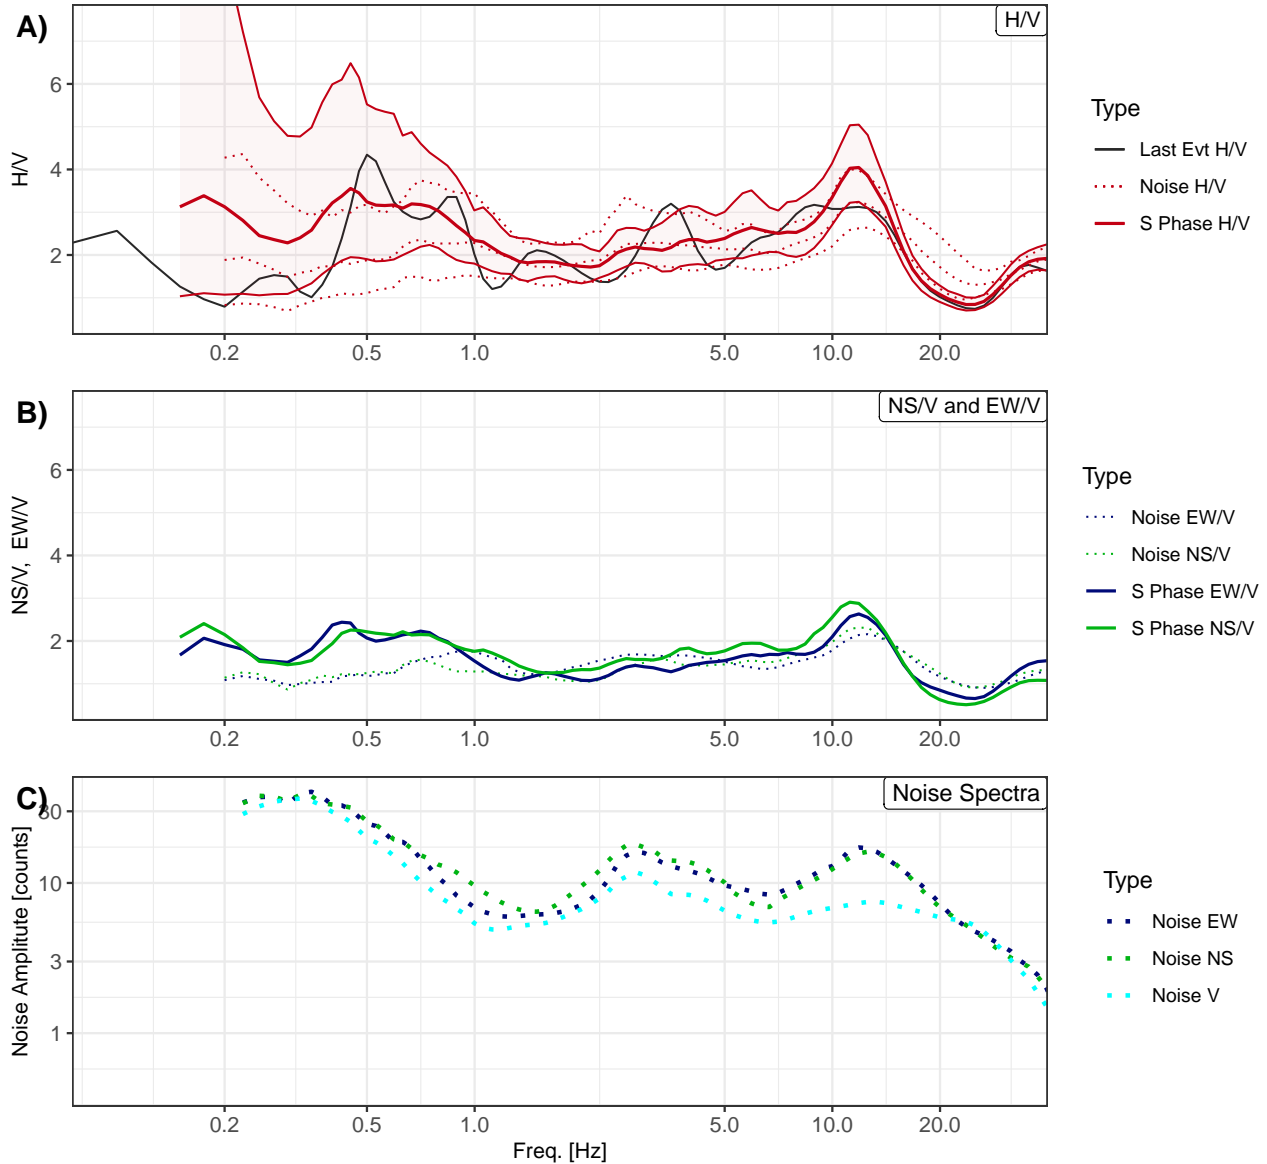 A)
H/V
H/V
6
4
2
0.2 0.5 1.0 5.0 10.0 20.0
Type
Last Evt H/V
Noise H/V
S Phase H/V
B)
NS/V and EW/V
NS/V, EW/V
6
4
2
0.2 0.5 1.0 5.0 10.0 20.0
Type
Noise EW/V
Noise NS/V
S Phase EW/V
S Phase NS/V
C)
Noise Spectra
Noise Amplitute [counts]
30
10
3
1
0.2 0.5 1.0 5.0 10.0 20.0
Freq. [Hz]
Type
Noise EW
Noise NS
Noise V